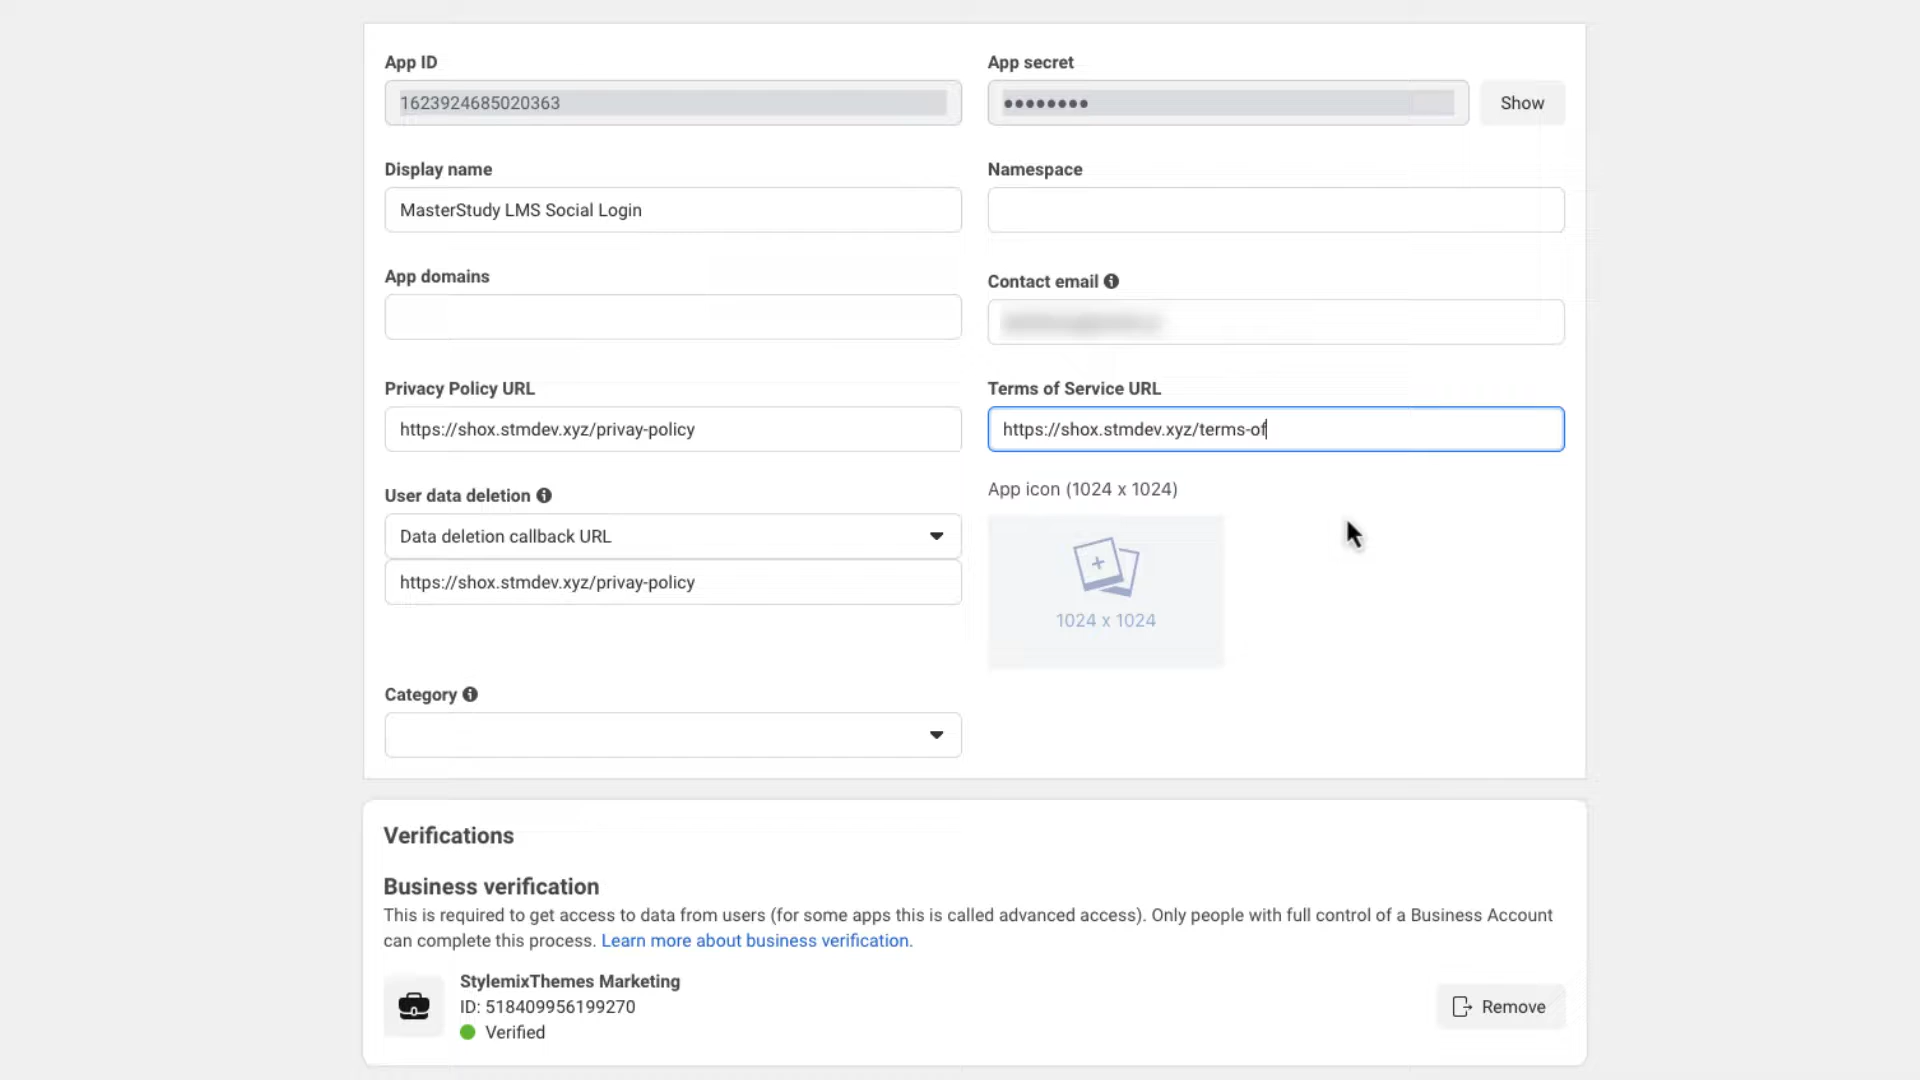 App ID
App secret
1623924685020363
••••••••
Show
Display name
Namespace
MasterStudy LMS Social Login
App domains
Contact email
Privacy Policy URL
Terms of Service URL
https://shox.stmdev.xyz/privay-policy
https://shox.stmdev.xyz/terms-of
User data deletion
App icon (1024 x 1024)
Data deletion callback URL
https://shox.stmdev.xyz/privay-policy
1024 x 1024
Category
Verifications
Business verification
This is required to get access to data from users (for some apps this is called advanced access). Only people with full control of a Business Account
can complete this process. Learn more about business verification.
StylemixThemes Marketing
ID: 518409956199270
Verified
Remove